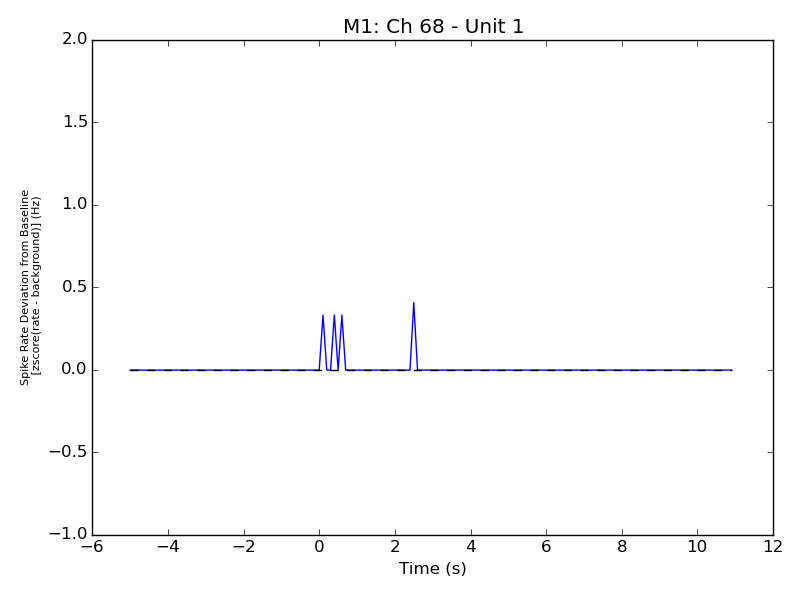 M1: Ch 68 - Unit 1
2.0
1.5
1.0
0.5
0.0
−0.5
−1.0
Spike Rate Deviation from Baseline
[zscore(rate - background)] (Hz)
−6 −4 −2 0 2 4 6 8 10 12
Time (s)